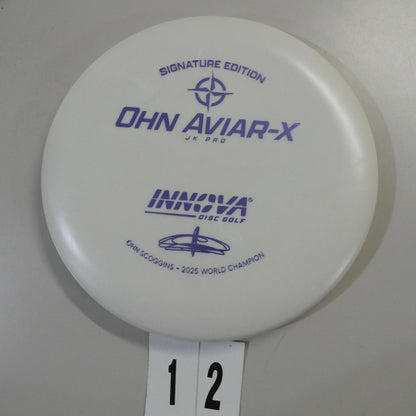 SIGNATURE EDITION
OHN AVIAR-X
JK PRO
INNOVA®
DISC GOLF
OHN SCOGGINS - 2025 WORLD CHAMPION
1 2